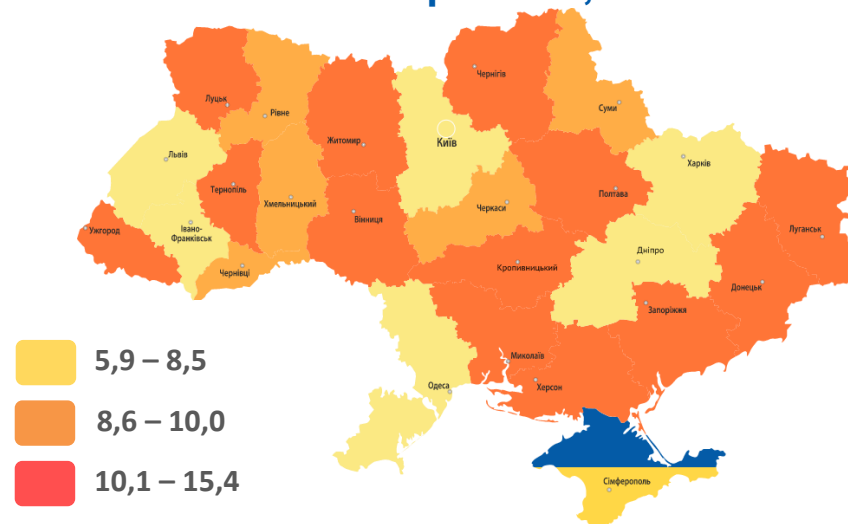 Чернігів
Луцьк
Рівне
Суми
Житомир
Київ
Львів
Харків
Тернопіль
Полтава
Хмельницький
Черкаси
Вінниця
Ужгород
Івано-
Франківськ
Луганськ
Дніпро
Чернівці
Кропивницький
Донецьк
Запоріжжя
Миколаїв
5,9 – 8,5
Одеса
Херсон
8,6 – 10,0
10,1 – 15,4
Сімферополь